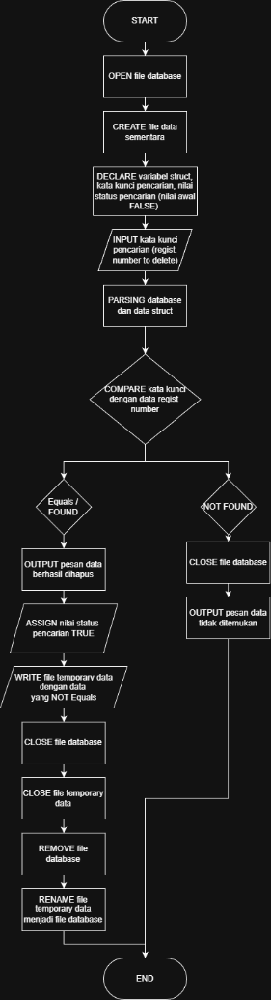 START
OPEN file database
CREATE file data
sementara
DECLARE variabel struct,
kata kunci pencarian, nilai
status pencarian (nilai awal
FALSE)
INPUT kata kunci
pencarian (regist.
number to delete)
PARSING database
dan data struct
COMPARE kata kunci
dengan data regist
number
Equals /
FOUND
NOT FOUND
OUTPUT pesan data
berhasil dihapus
CLOSE file database
ASSIGN nilai status
pencarian TRUE
OUTPUT pesan data
tidak ditemukan
WRITE file temporary data
dengan data
yang NOT Equals
CLOSE file database
CLOSE file temporary
data
REMOVE file
database
RENAME file
temporary data
menjadi file database
END